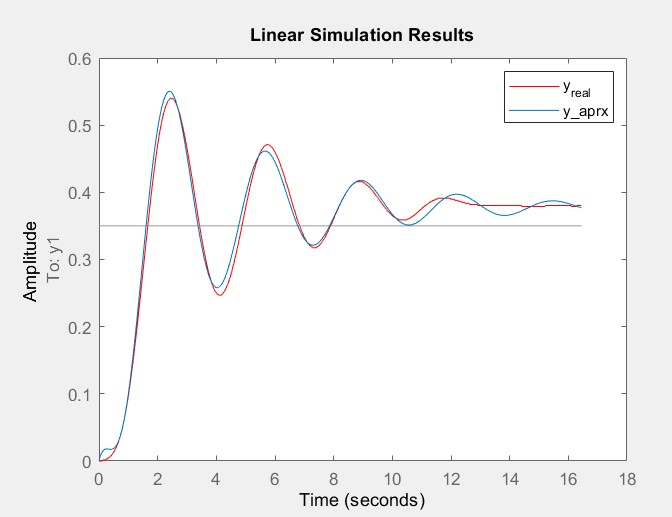 Linear Simulation Results
y_real
y_aprx
0.6
0.5
0.4
0.3
0.2
0.1
0
Amplitude
To: y1
0 2 4 6 8 10 12 14 16 18
Time (seconds)